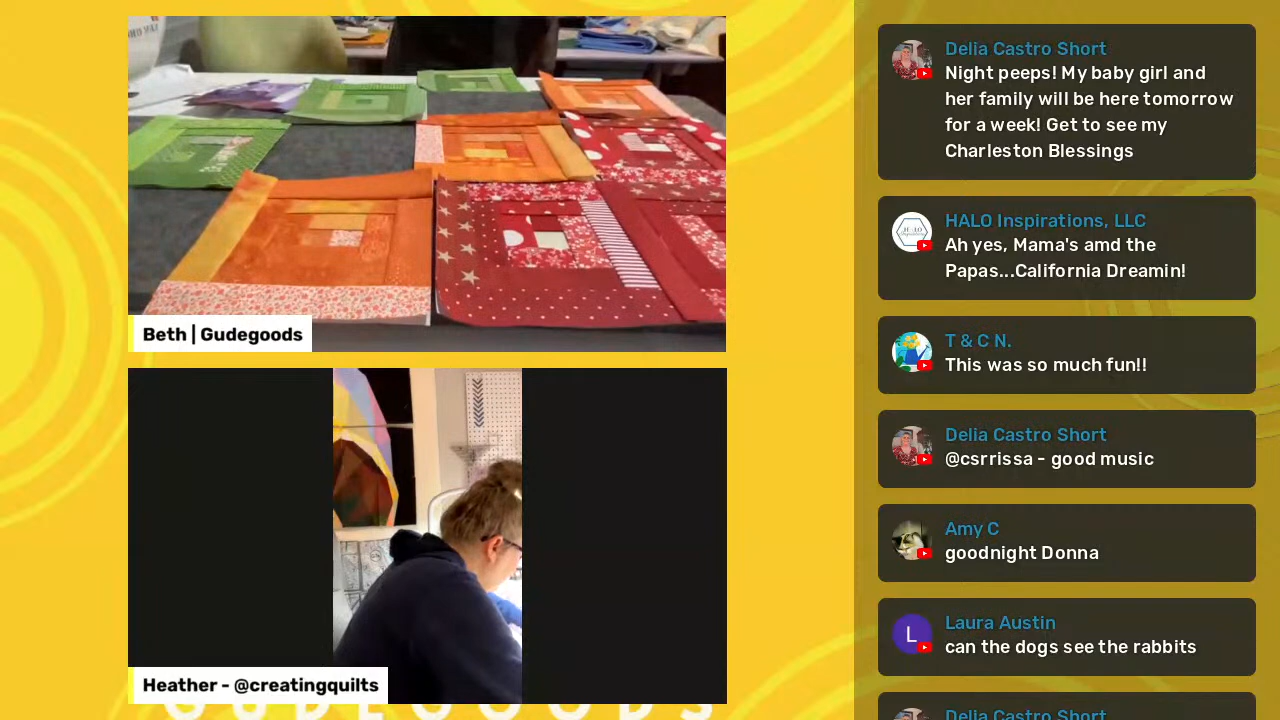 Beth | Gudegoods
Heather - @creatingquilts
GUDEGOODS
Delia Castro Short
Night peeps! My baby girl and
her family will be here tomorrow
for a week! Get to see my
Charleston Blessings
HALO Inspirations, LLC
Ah yes, Mama's amd the
Papas...California Dreamin!
T & C N.
This was so much fun!!
Delia Castro Short
@csrrissa - good music
Amy C
goodnight Donna
L
Laura Austin
can the dogs see the rabbits
Delia Castro Short